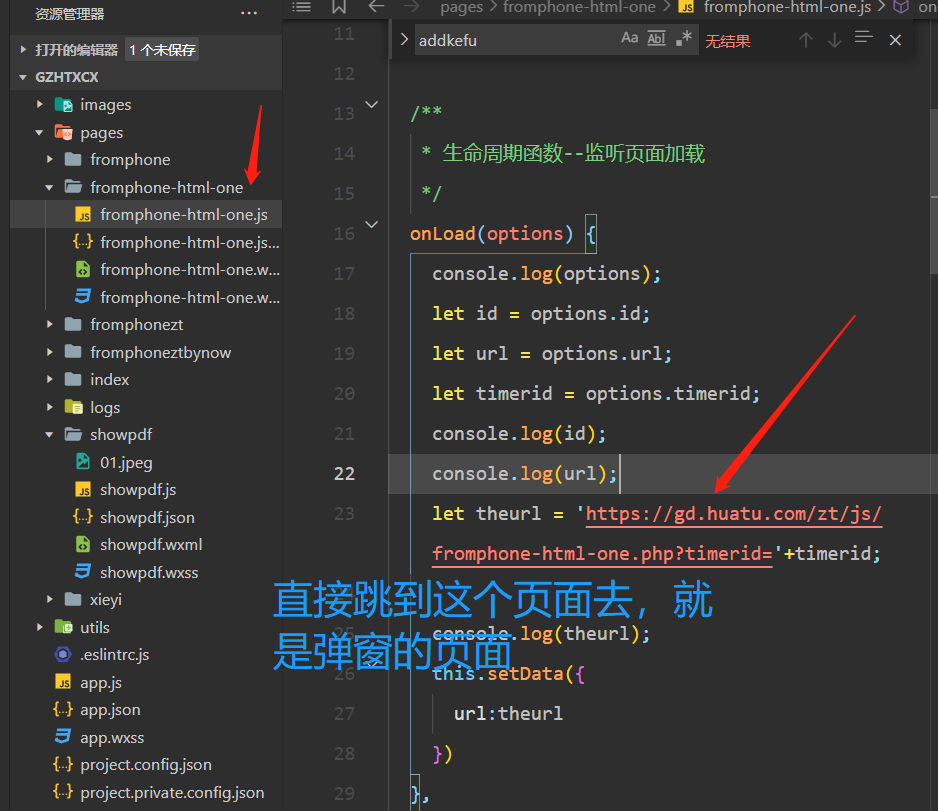 资源管理器 ···
打开的编辑器 1 个未保存
GZHTXCX
images
pages
fromphone
fromphone-html-one
fromphone-html-one.js
fromphone-html-one.js...
fromphone-html-one.w...
fromphone-html-one.w...
fromphonezt
fromphoneztbynow
index
logs
showpdf
01.jpeg
showpdf.js
showpdf.json
showpdf.wxml
showpdf.wxss
xieyi
utils
.eslintrc.js
app.js
app.json
app.wxss
project.config.json
project.private.config.json
pages > fromphone-html-one > fromphone-html-one.js > on
addkefu Aa Abl .* 无结果
11
12
13 /**
14 * 生命周期函数--监听页面加载
15 */
16 onLoad(options) {
17 console.log(options);
18 let id = options.id;
19 let url = options.url;
20 let timerid = options.timerid;
21 console.log(id);
22 console.log(url);
23 let theurl = 'https://gd.huatu.com/zt/js/
fromphone-html-one.php?timerid='+timerid;
直接跳到这个页面去，就
是弹窗的页面
25 console.log(theurl);
26 this.setData({
27 url:theurl
28 })
29 },